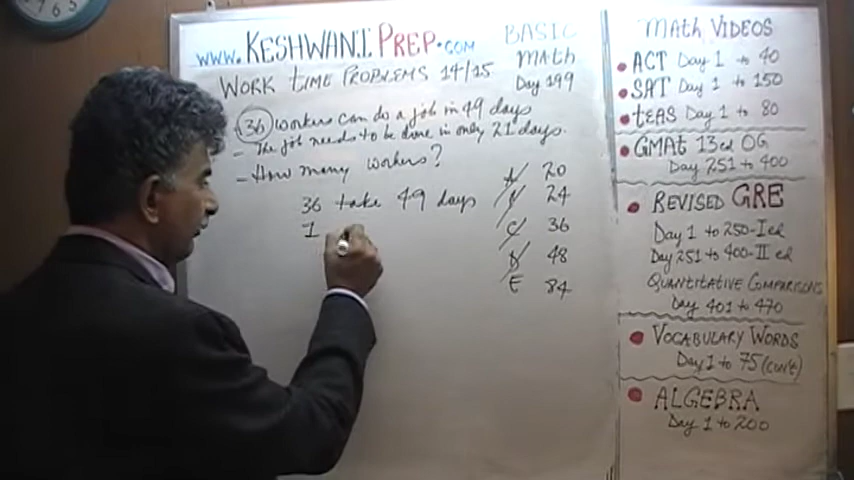 www.KESHWANI PREP.com
BASIC
Math
Day 199
WORK TIME PROBLEMS 14/15
36 workers can do a job in 49 days
- The job needs to be done in only 21 days.
- How many workers?
36 take 49 days
1
A 20
24
C 36
D 48
E 84
Math VIDEOS
ACT Day 1 to 40
SAT Day 1 to 150
tEAS Day 1 to 80
GMAt 13 ed OG
Day 251 to 400
REVISED GRE
Day 1 to 250-I ed
Day 251 to 400-II ed
QUANtitAtiVE COMPARISONS
Day 401 to 470
VOCABULARY WORDS
Day 1 to 75 (con't)
ALGEBRA
Day 1 to 200